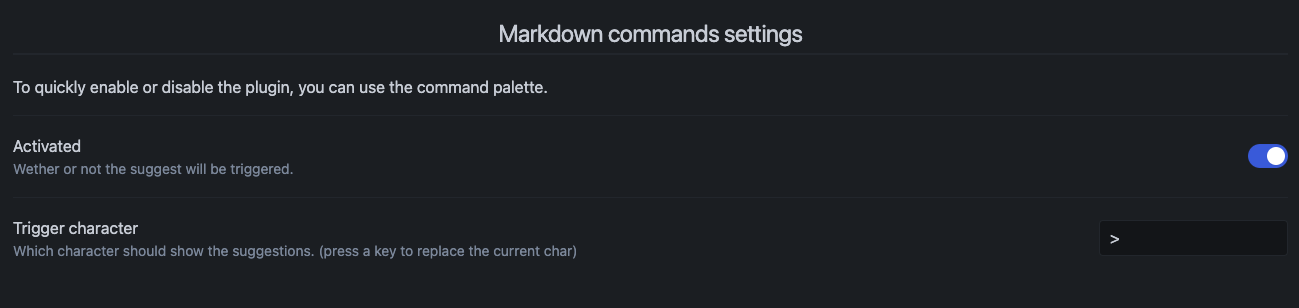 Markdown commands settings
To quickly enable or disable the plugin, you can use the command palette.
Activated
Wether or not the suggest will be triggered.
Trigger character
Which character should show the suggestions. (press a key to replace the current char)
>